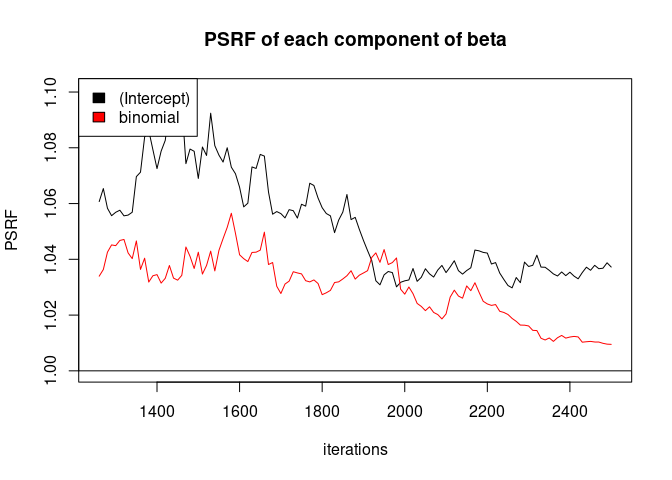 PSRF of each component of beta
(Intercept)
binomial
PSRF
1.10
1.08
1.06
1.04
1.02
1.00
1400 1600 1800 2000 2200 2400
iterations